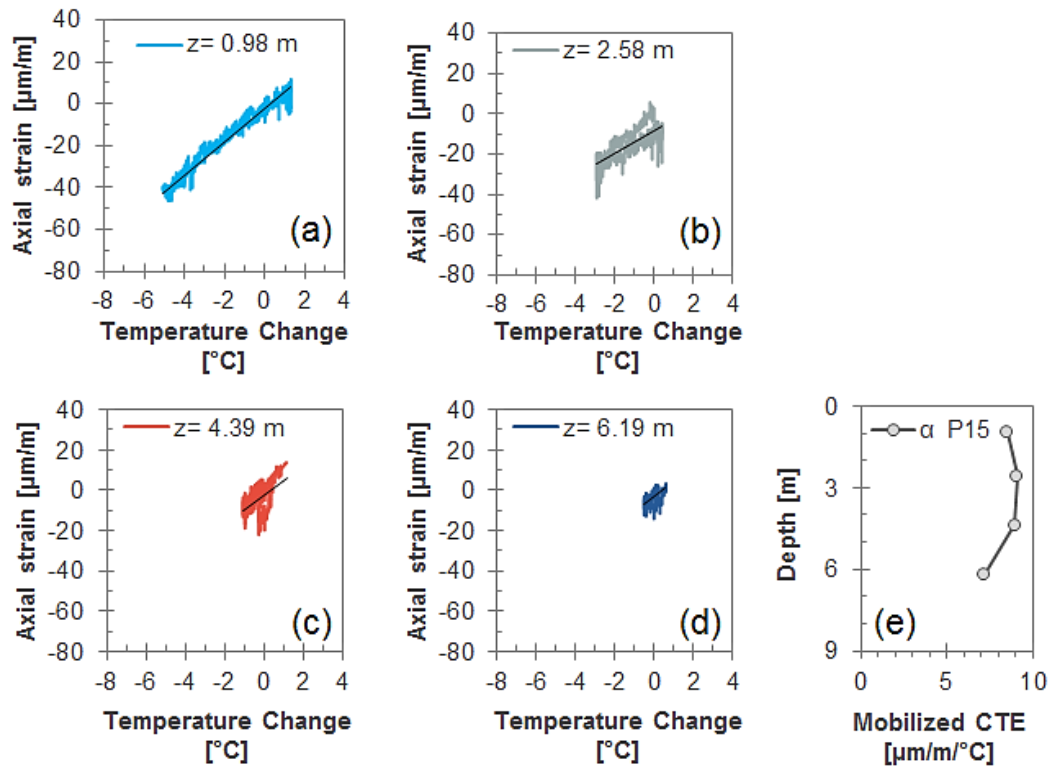 40
20
0
-20
-40
-60
-80
Axial strain [µm/m]
z= 0.98 m
(a)
-8 -6 -4 -2 0 2 4
Temperature Change
[°C]
40
20
0
-20
-40
-60
-80
Axial strain [µm/m]
z= 2.58 m
(b)
-8 -6 -4 -2 0 2 4
Temperature Change
[°C]
40
20
0
-20
-40
-60
-80
Axial strain [µm/m]
z= 4.39 m
(c)
-8 -6 -4 -2 0 2 4
Temperature Change
[°C]
40
20
0
-20
-40
-60
-80
Axial strain [µm/m]
z= 6.19 m
(d)
-8 -6 -4 -2 0 2 4
Temperature Change
[°C]
0
3
6
9
Depth [m]
α P15
(e)
0 5 10
Mobilized CTE
[µm/m/°C]